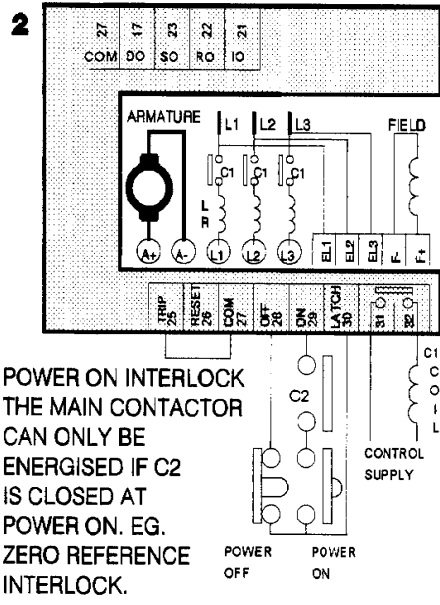 2
27 17 23 22 21
COM DO SO RO IO
ARMATURE L1 L2 L3 FIELD
C1 C1 C1
L
R
A+ A- L1 L2 L3 EL1 EL2 EL3 F- F+
TRIP RESET COM OFF ON LATCH
25 26 27 28 29 30 31 32
C1
C
O
I
L
C2
CONTROL
SUPPLY
POWER ON INTERLOCK
THE MAIN CONTACTOR
CAN ONLY BE
ENERGISED IF C2
IS CLOSED AT
POWER ON. EG.
ZERO REFERENCE
INTERLOCK.
POWER
OFF
POWER
ON